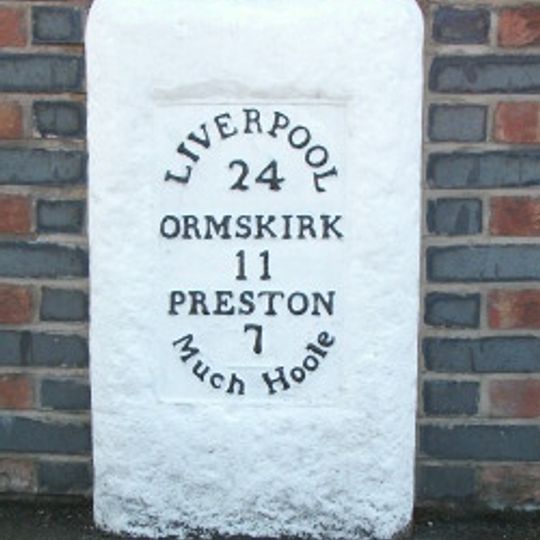 LIVERPOOL
24
ORMSKIRK
11
PRESTON
7
Much Hoole